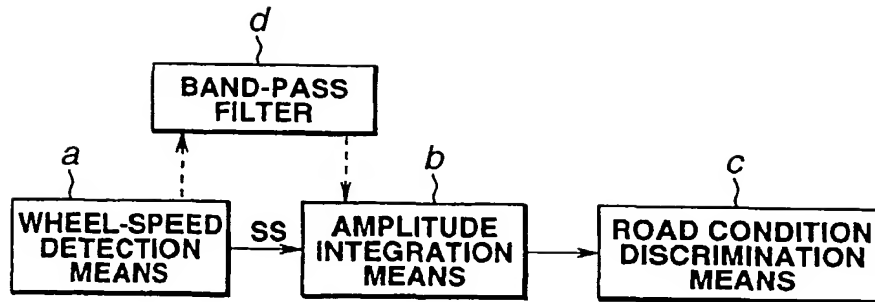 d
BAND-PASS
FILTER
a
WHEEL-SPEED
DETECTION
MEANS
SS
b
AMPLITUDE
INTEGRATION
MEANS
c
ROAD CONDITION
DISCRIMINATION
MEANS